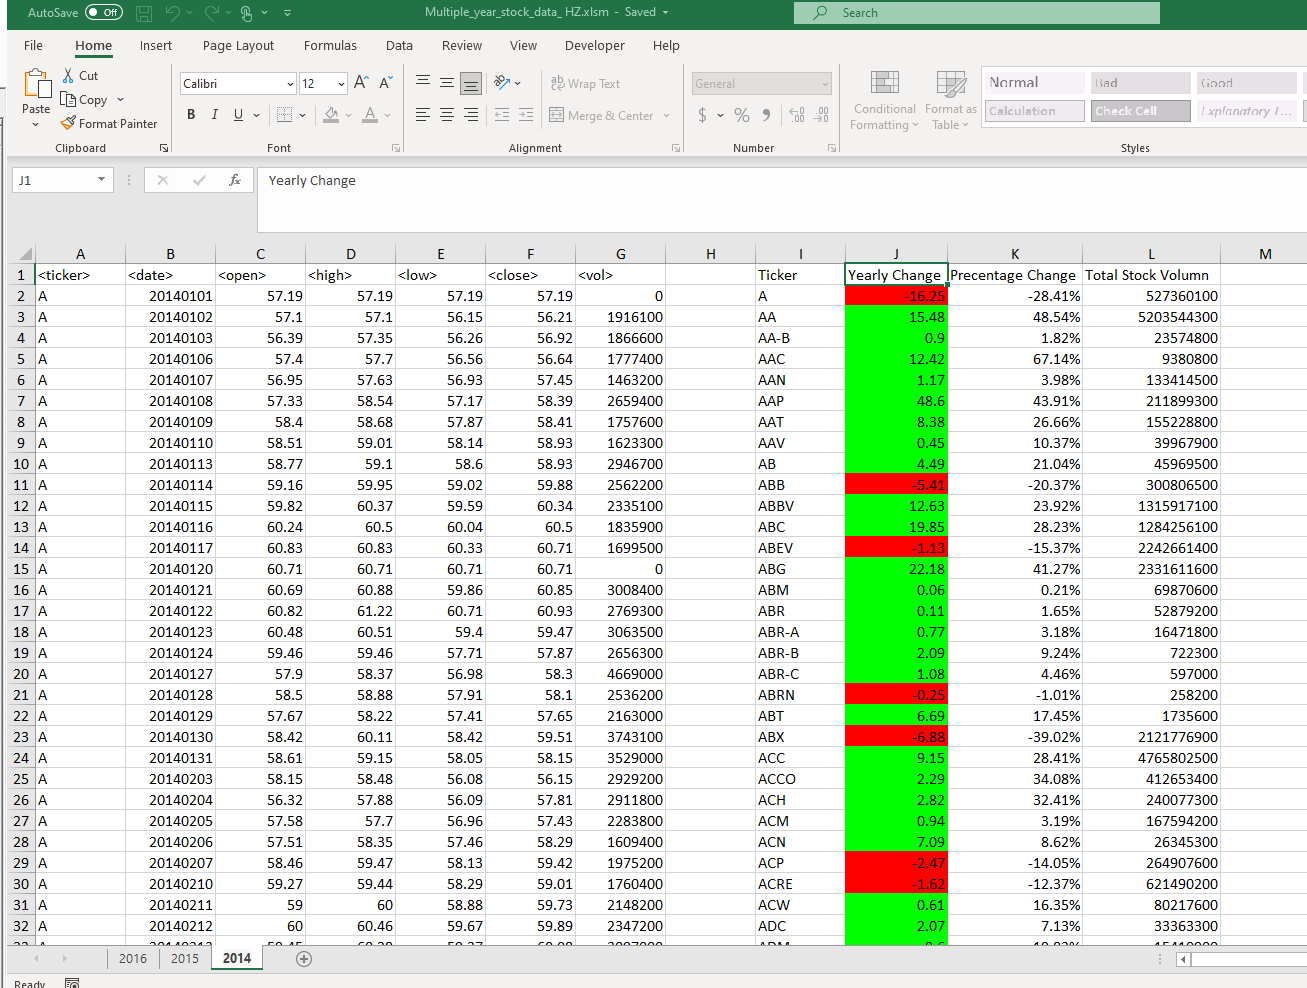 AutoSave Off Multiple_year_stock_data_ HZ.xlsm - Saved Search
File Home Insert Page Layout Formulas Data Review View Developer Help
Paste Cut Copy Format Painter Calibri 12 A A B I U A ab Wrap Text Merge & Center General $ % 9 Conditional Formatting Format as Table Normal Bad Good Calculation Check Cell Explanatory T...
Clipboard Font Alignment Number Styles
J1 fx Yearly Change
A B C D E F G H I J K L M
1 <ticker> <date> <open> <high> <low> <close> <vol> Ticker Yearly Change Precentage Change Total Stock Volumn
2 A 20140101 57.19 57.19 57.19 57.19 0 A -16.25 -28.41% 527360100
3 A 20140102 57.1 57.1 56.15 56.21 1916100 AA 15.48 48.54% 5203544300
4 A 20140103 56.39 57.35 56.26 56.92 1866600 AA-B 0.9 1.82% 23574800
5 A 20140106 57.4 57.7 56.56 56.64 1777400 AAC 12.42 67.14% 9380800
6 A 20140107 56.95 57.63 56.93 57.45 1463200 AAN 1.17 3.98% 133414500
7 A 20140108 57.33 58.54 57.17 58.39 2659400 AAP 48.6 43.91% 211899300
8 A 20140109 58.4 58.68 57.87 58.41 1757600 AAT 8.38 26.66% 155228800
9 A 20140110 58.51 59.01 58.14 58.93 1623300 AAV 0.45 10.37% 39967900
10 A 20140113 58.77 59.1 58.6 58.93 2946700 AB 4.49 21.04% 45969500
11 A 20140114 59.16 59.95 59.02 59.88 2562200 ABB -5.41 -20.37% 300806500
12 A 20140115 59.82 60.37 59.59 60.34 2335100 ABBV 12.63 23.92% 1315917100
13 A 20140116 60.24 60.5 60.04 60.5 1835900 ABC 19.85 28.23% 1284256100
14 A 20140117 60.83 60.83 60.33 60.71 1699500 ABEV -1.13 -15.37% 2242661400
15 A 20140120 60.71 60.71 60.71 60.71 0 ABG 22.18 41.27% 2331611600
16 A 20140121 60.69 60.88 59.86 60.85 3008400 ABM 0.06 0.21% 69870600
17 A 20140122 60.82 61.22 60.71 60.93 2769300 ABR 0.11 1.65% 52879200
18 A 20140123 60.48 60.51 59.4 59.47 3063500 ABR-A 0.77 3.18% 16471800
19 A 20140124 59.46 59.46 57.71 57.87 2656300 ABR-B 2.09 9.24% 722300
20 A 20140127 57.9 58.37 56.98 58.3 4669000 ABR-C 1.08 4.46% 597000
21 A 20140128 58.5 58.88 57.91 58.1 2536200 ABRN -0.25 -1.01% 258200
22 A 20140129 57.67 58.22 57.41 57.65 2163000 ABT 6.69 17.45% 1735600
23 A 20140130 58.42 60.11 58.42 59.51 3743100 ABX -6.88 -39.02% 2121776900
24 A 20140131 58.61 59.15 58.05 58.15 3529000 ACC 9.15 28.41% 4765802500
25 A 20140203 58.15 58.48 56.08 56.15 2929200 ACCO 2.29 34.08% 412653400
26 A 20140204 56.32 57.88 56.09 57.81 2911800 ACH 2.82 32.41% 240077300
27 A 20140205 57.58 57.7 56.96 57.43 2283800 ACM 0.94 3.19% 167594200
28 A 20140206 57.51 58.35 57.46 58.29 1609400 ACN 7.09 8.62% 26345300
29 A 20140207 58.46 59.47 58.13 59.42 1975200 ACP -2.47 -14.05% 264907600
30 A 20140210 59.27 59.44 58.29 59.01 1760400 ACRE -1.62 -12.37% 621490200
31 A 20140211 59 60 58.88 59.73 2148200 ACW 0.61 16.35% 80217600
32 A 20140212 60 60.46 59.67 59.89 2347200 ADC 2.07 7.13% 33363300
2016 2015 2014
Ready